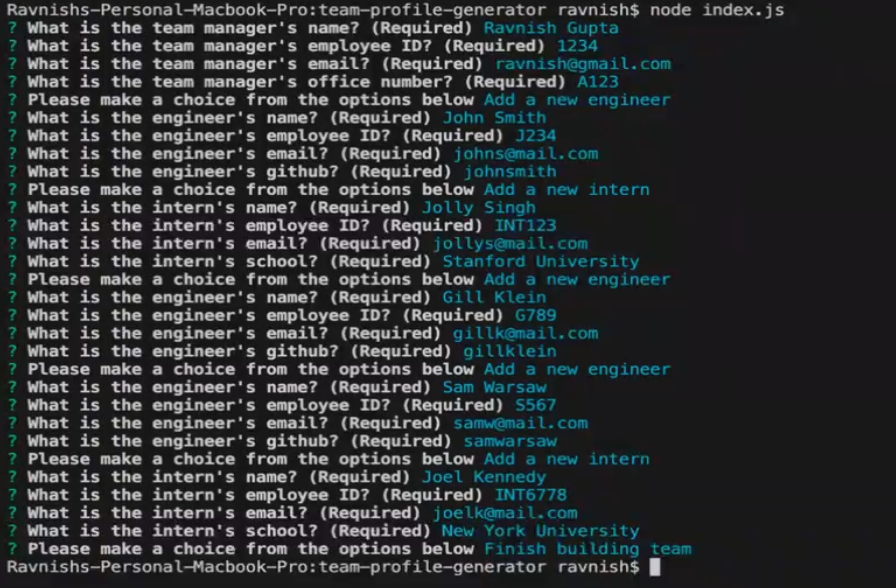 Ravnishs-Personal-Macbook-Pro:team-profile-generator ravnish$ node index.js
? What is the team manager's name? (Required) Ravnish Gupta
? What is the team manager's employee ID? (Required) 1234
? What is the team manager's email? (Required) ravnish@gmail.com
? What is the team manager's office number? (Required) A123
? Please make a choice from the options below Add a new engineer
? What is the engineer's name? (Required) John Smith
? What is the engineer's employee ID? (Required) J234
? What is the engineer's email? (Required) johns@mail.com
? What is the engineer's github? (Required) johnsmith
? Please make a choice from the options below Add a new intern
? What is the intern's name? (Required) Jolly Singh
? What is the intern's employee ID? (Required) INT123
? What is the intern's email? (Required) jollys@mail.com
? What is the intern's school? (Required) Stanford University
? Please make a choice from the options below Add a new engineer
? What is the engineer's name? (Required) Gill Klein
? What is the engineer's employee ID? (Required) G789
? What is the engineer's email? (Required) gillk@mail.com
? What is the engineer's github? (Required) gillklein
? Please make a choice from the options below Add a new engineer
? What is the engineer's name? (Required) Sam Warsaw
? What is the engineer's employee ID? (Required) S567
? What is the engineer's email? (Required) samw@mail.com
? What is the engineer's github? (Required) samwarsaw
? Please make a choice from the options below Add a new intern
? What is the intern's name? (Required) Joel Kennedy
? What is the intern's employee ID? (Required) INT6778
? What is the intern's email? (Required) joelk@mail.com
? What is the intern's school? (Required) New York University
? Please make a choice from the options below Finish building team
Ravnishs-Personal-Macbook-Pro:team-profile-generator ravnish$